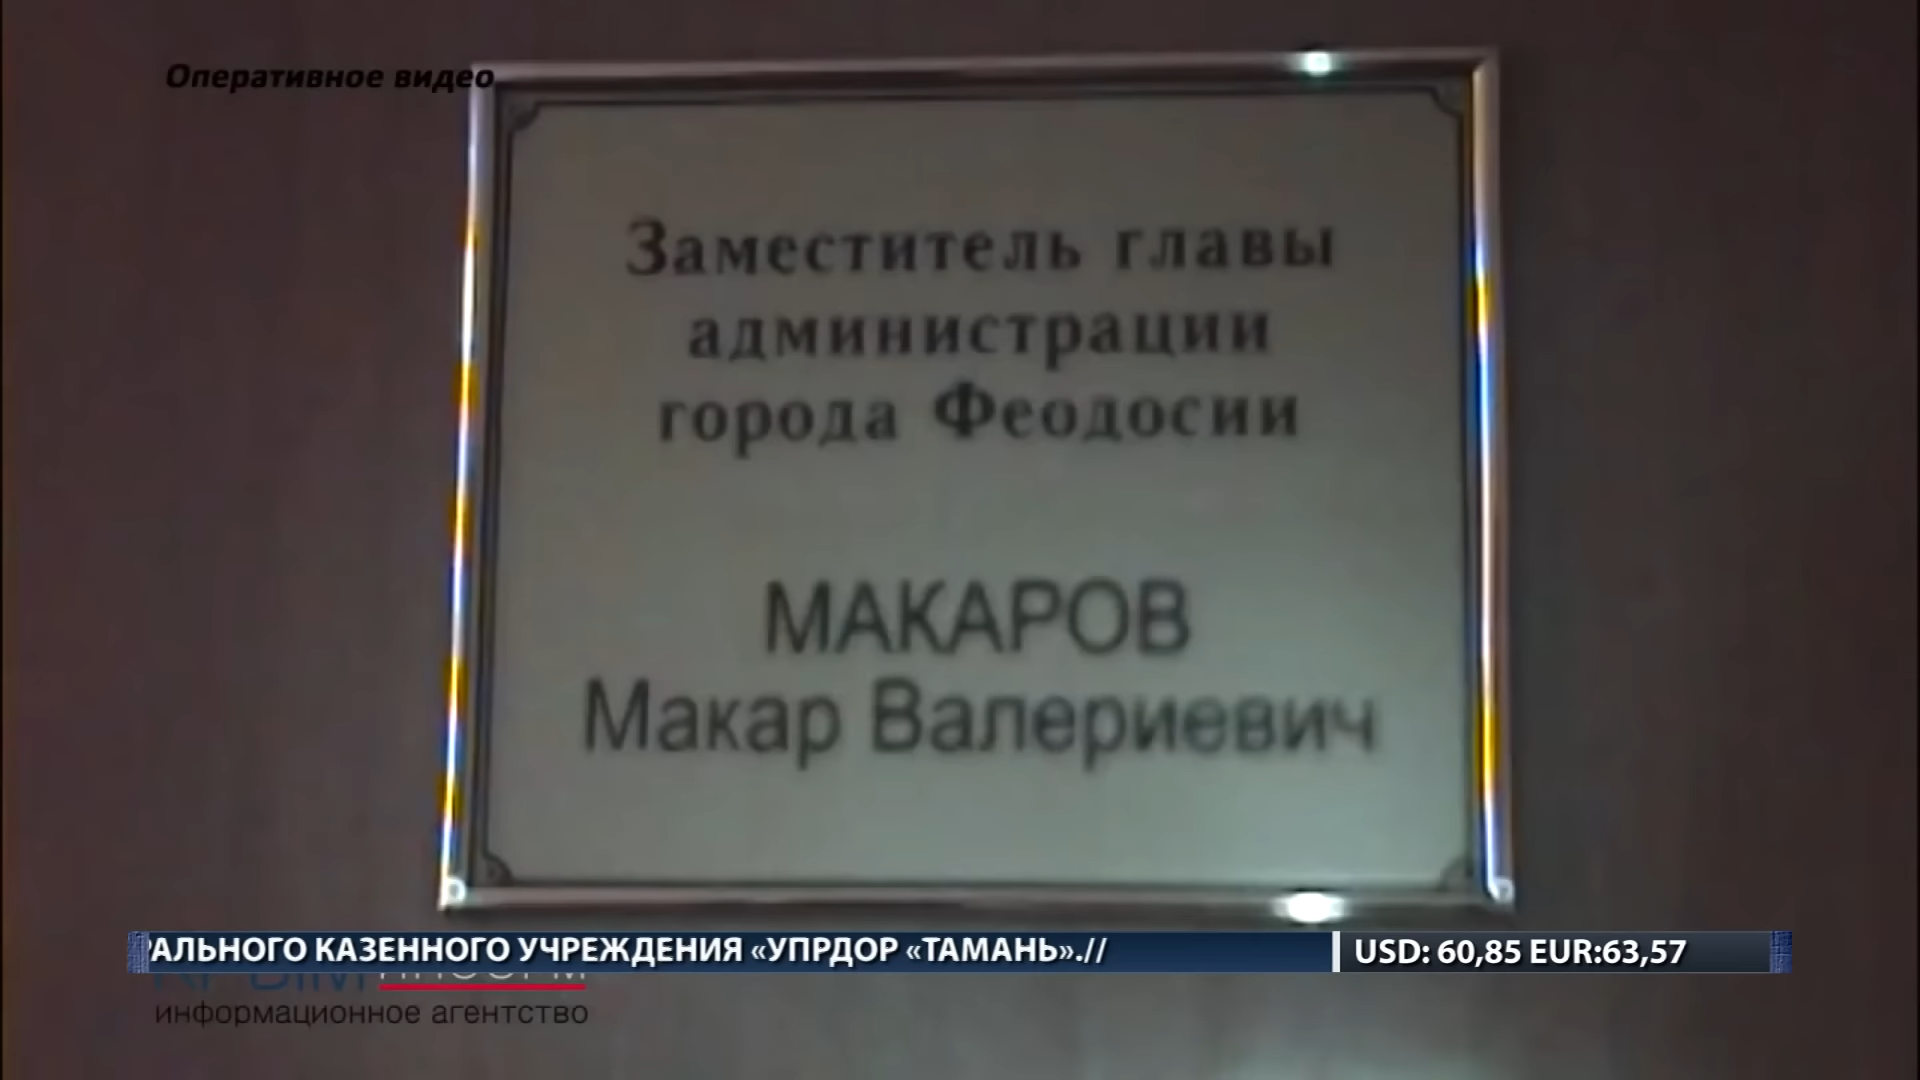 Оперативное видео
Заместитель главы
администрации
города Феодосии
МАКАРОВ
Макар Валериевич
РАЛЬНОГО КАЗЕННОГО УЧРЕЖДЕНИЯ «УПРДОР «ТАМАНЬ».//
USD: 60,85 EUR:63,57
информационное агентство